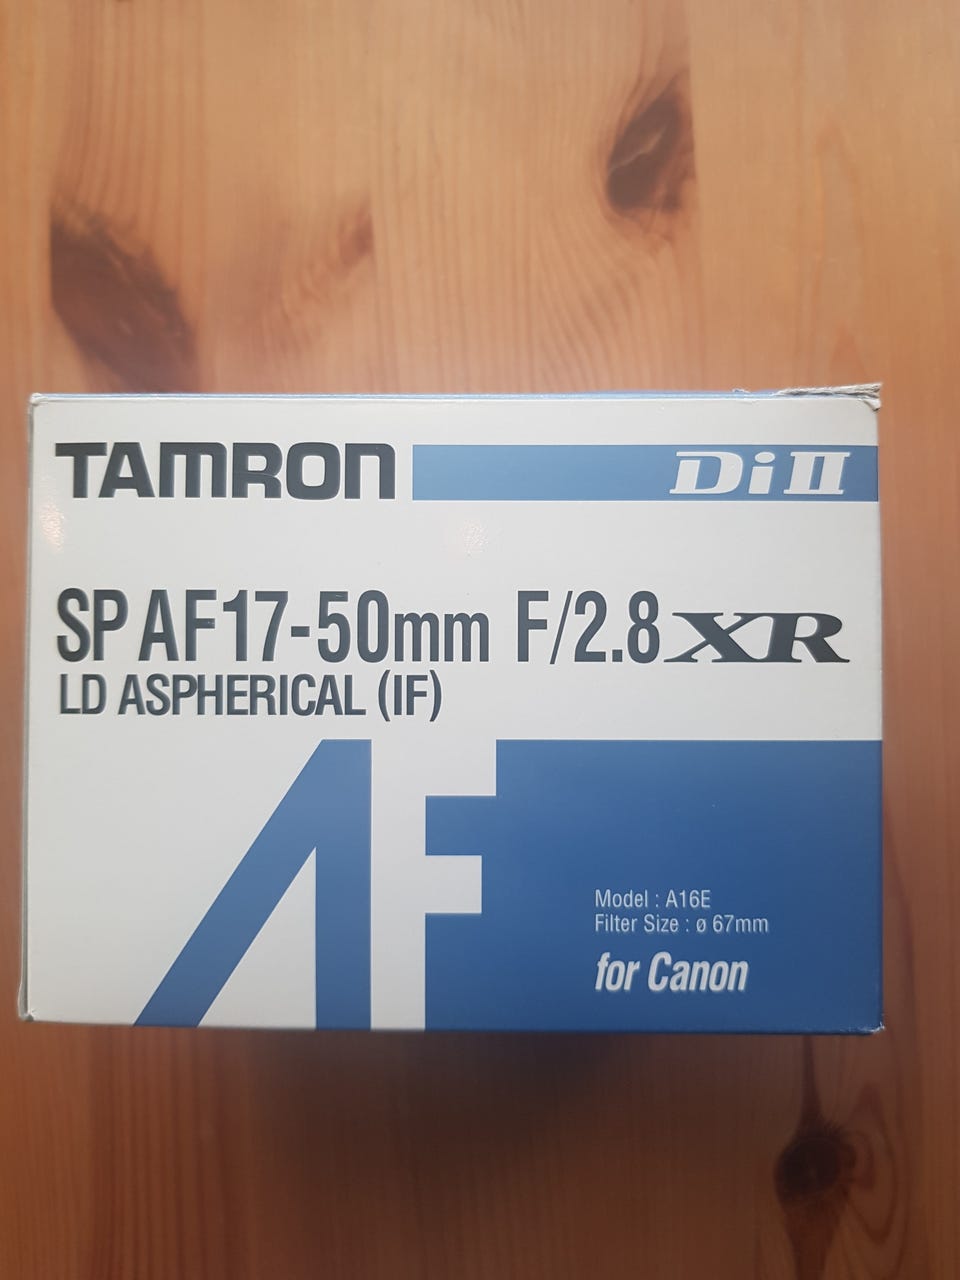 TAMRON Di II
SP AF17-50mm F/2.8 XR
LD ASPHERICAL (IF)
AF
Model : A16E
Filter Size : ø 67mm
for Canon